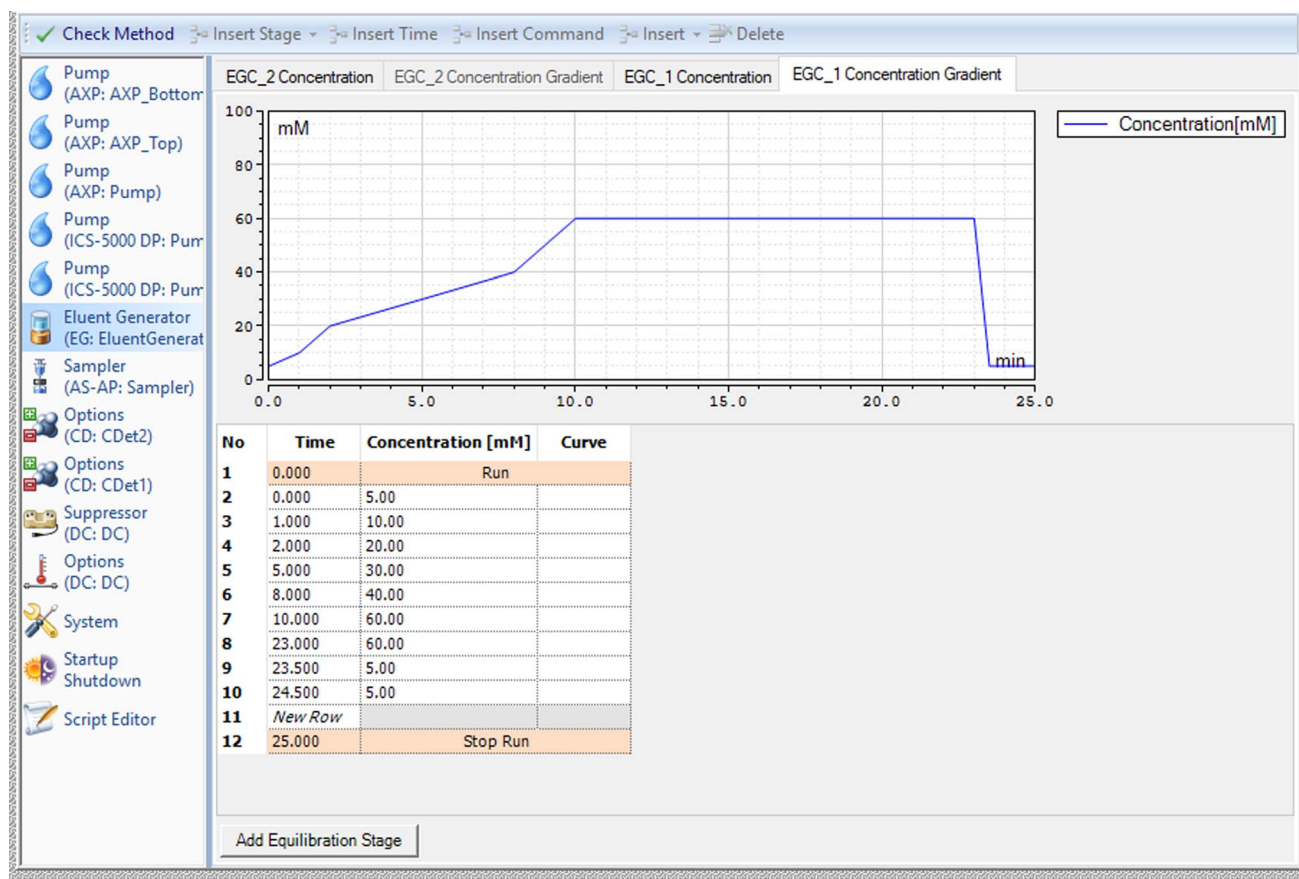 Check Method Insert Stage Insert Time Insert Command Insert Delete
Pump
(AXP: AXP_Bottom
Pump
(AXP: AXP_Top)
Pump
(AXP: Pump)
Pump
(ICS-5000 DP: Pum
Pump
(ICS-5000 DP: Pum
Eluent Generator
(EG: EluentGenerat
Sampler
(AS-AP: Sampler)
Options
(CD: CDet2)
Options
(CD: CDet1)
Suppressor
(DC: DC)
Options
(DC: DC)
System
Startup
Shutdown
Script Editor
EGC_2 Concentration EGC_2 Concentration Gradient EGC_1 Concentration EGC_1 Concentration Gradient
100
mM
80
60
40
20
0
min
0.0 5.0 10.0 15.0 20.0 25.0
Concentration[mM]
No Time Concentration [mM] Curve
1 0.000 Run
2 0.000 5.00
3 1.000 10.00
4 2.000 20.00
5 5.000 30.00
6 8.000 40.00
7 10.000 60.00
8 23.000 60.00
9 23.500 5.00
10 24.500 5.00
11 New Row
12 25.000 Stop Run
Add Equilibration Stage